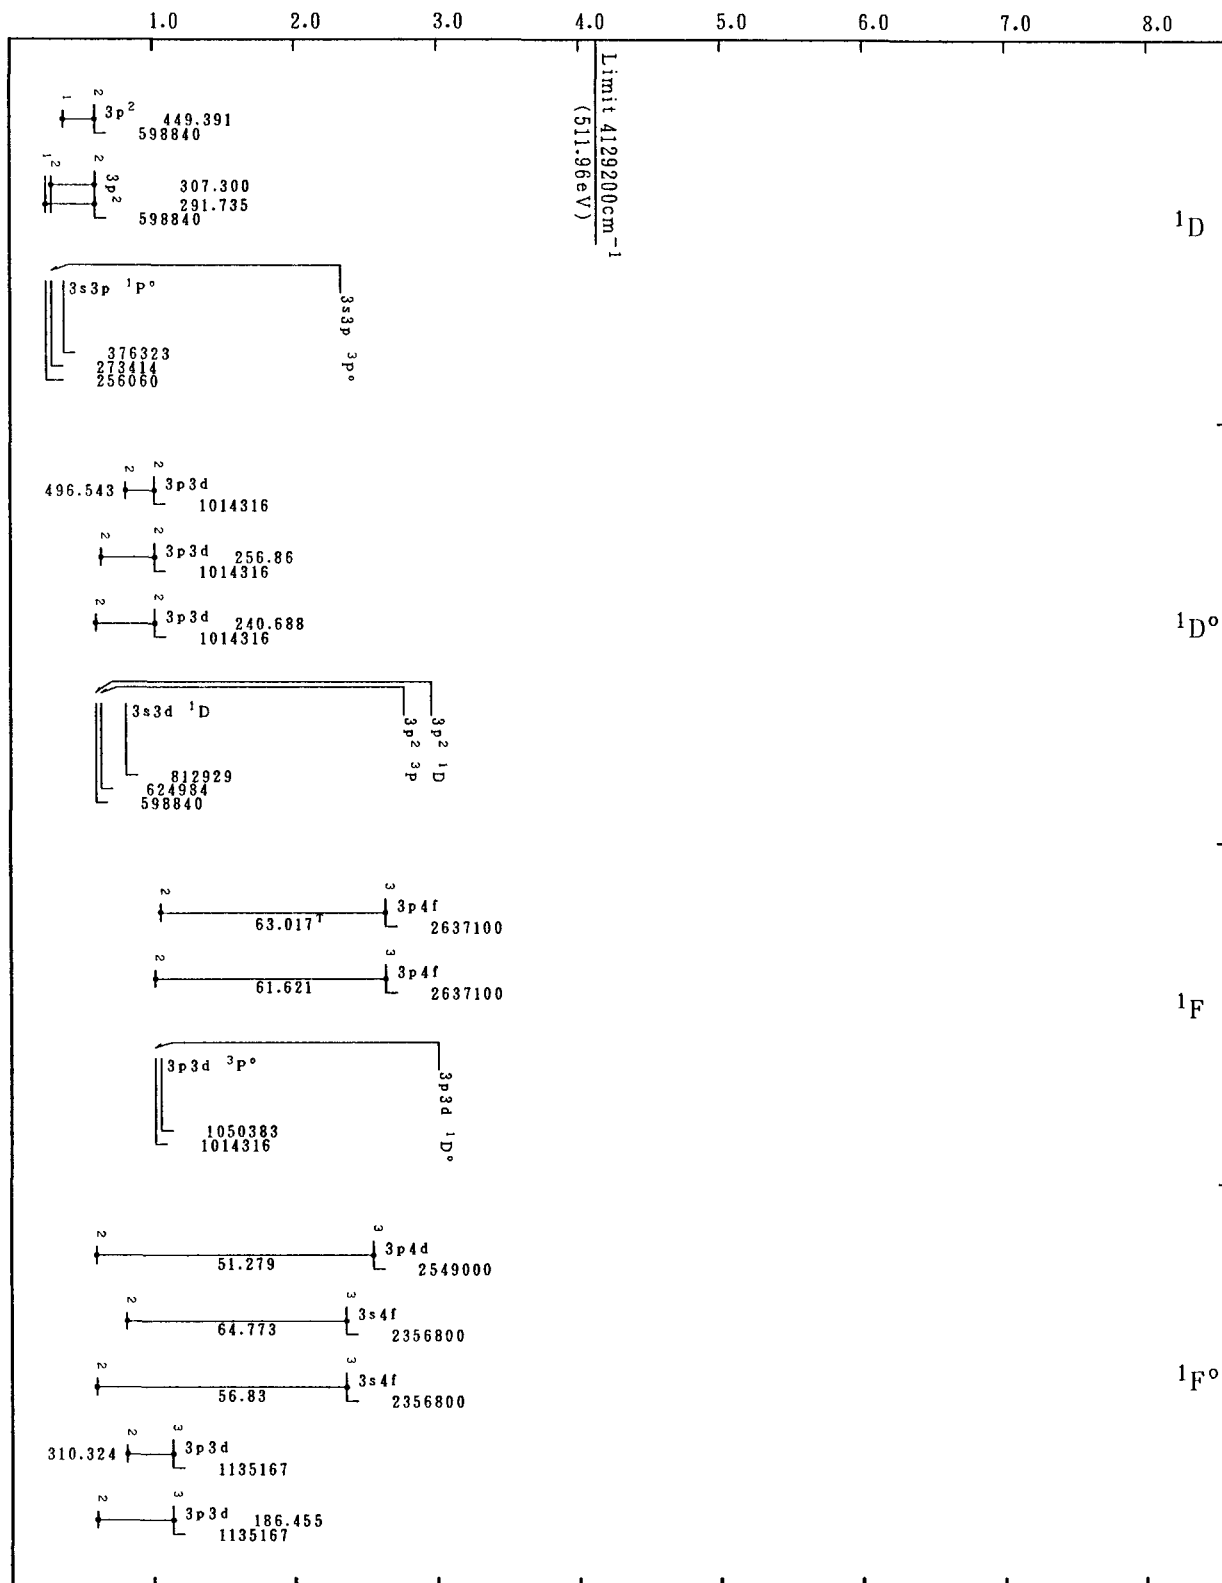 1.0 2.0 3.0 4.0 5.0 6.0 7.0 8.0
Limit 4129200cm⁻¹
(511.96eV)
1 2 3p² 449.391
598840
1 2 2 3p² 307.300
291.735
598840
¹D
3s3p ¹P°
3s3p ³P°
376323
273414
256060
496.543 2 2 3p3d
1014316
2 2 3p3d 256.86
1014316
2 2 3p3d 240.688
1014316
¹D°
3s3d ¹D
3p² ³P
3p² ¹D
812929
624984
598840
2 3 3p4f
63.017ᵀ
2637100
2 3 3p4f
61.621
2637100
¹F
3p3d ³P°
3p3d ¹D°
1050383
1014316
2 3 3p4d
51.279
2549000
2 3 3s4f
64.773
2356800
2 3 3s4f
56.83
2356800
¹F°
310.324 2 3 3p3d
1135167
2 3 3p3d 186.455
1135167